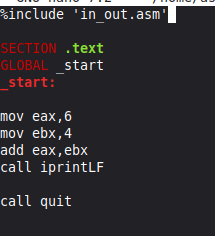 %include 'in_out.asm'
SECTION .text
GLOBAL _start
_start:
mov eax,6
mov ebx,4
add eax,ebx
call iprintLF
call quit